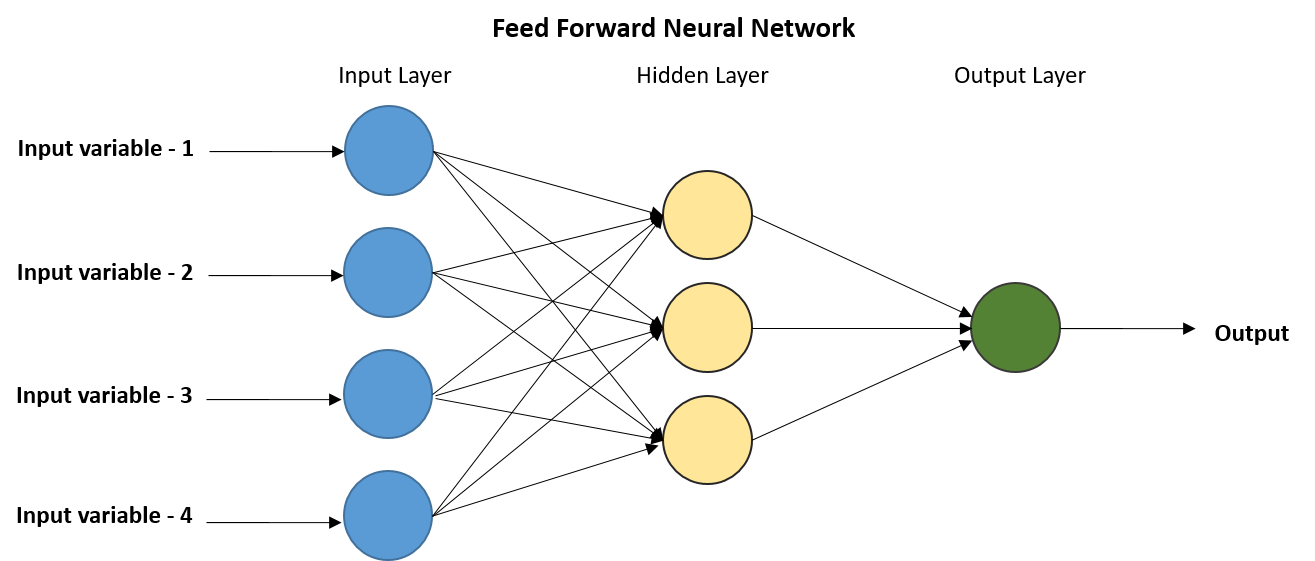 Feed Forward Neural Network
Input Layer
Hidden Layer
Output Layer
Input variable - 1
Input variable - 2
Input variable - 3
Input variable - 4
Output